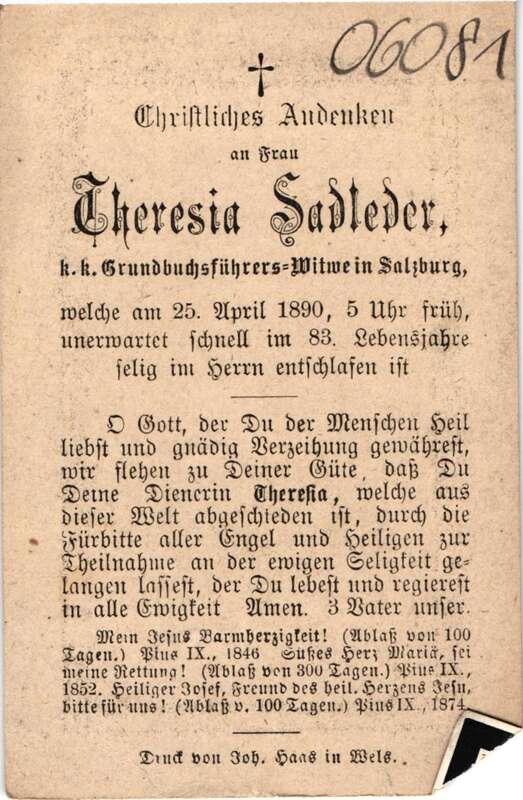 06081
Christliches Andenken
an Frau
Theresia Sadleder,
k. k. Grundbuchsführers-Witwe in Salzburg,
welche am 25. April 1890, 5 Uhr früh,
unerwartet schnell im 83. Lebensjahre
selig im Herrn entschlafen ist
O Gott, der Du der Menschen Heil
liebst und gnädig Verzeihung gewährest,
wir flehen zu Deiner Güte, daß Du
Deine Dienerin Theresia, welche aus
dieser Welt abgeschieden ist, durch die
Fürbitte aller Engel und Heiligen zur
Theilnahme an der ewigen Seligkeit ge-
langen lassest, der Du lebest und regierest
in alle Ewigkeit Amen. 3 Vater unser.
Mein Jesus Barmherzigkeit! (Ablaß von 100
Tagen.) Pius IX., 1846 Süßes Herz Mariä, sei
meine Rettung! (Ablaß von 300 Tagen.) Pius IX.,
1852. Heiliger Josef, Freund des heil. Herzens Jesu,
bitte für uns! (Ablaß v. 100 Tagen.) Pius IX., 1874.
Druck von Joh. Haas in Wels.